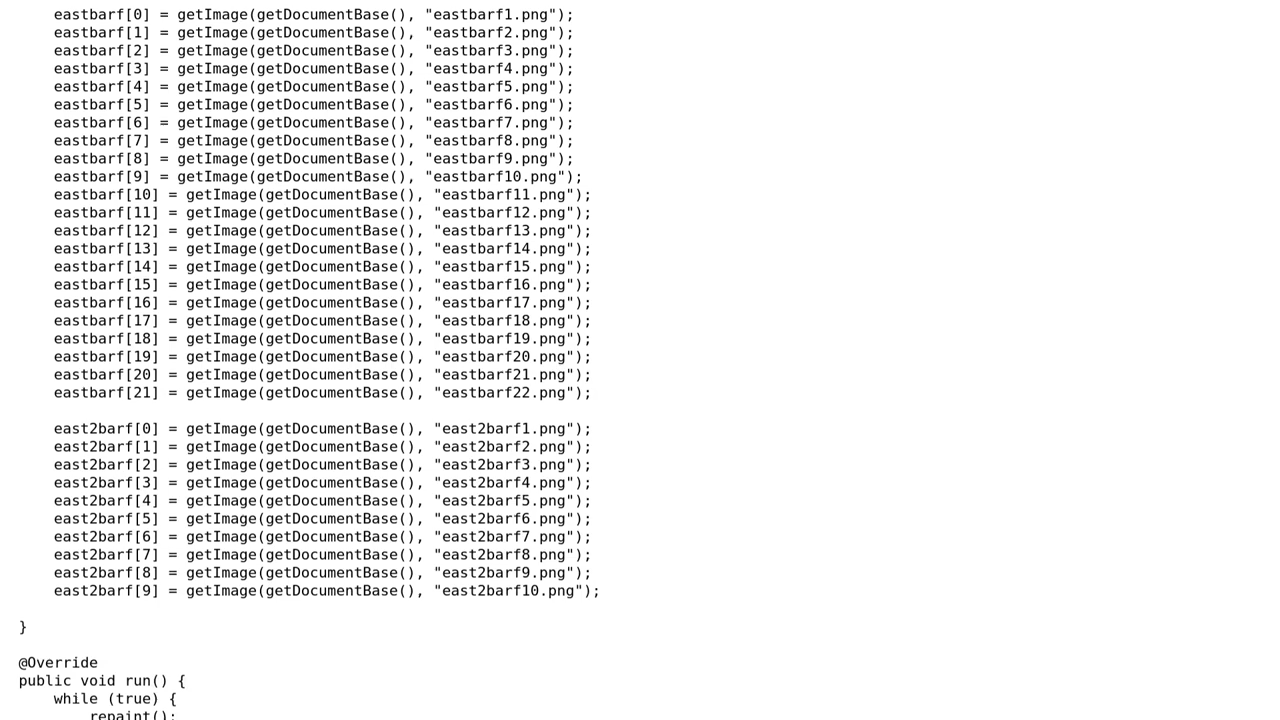 eastbarf[0] = getImage(getDocumentBase(), "eastbarf1.png");
eastbarf[1] = getImage(getDocumentBase(), "eastbarf2.png");
eastbarf[2] = getImage(getDocumentBase(), "eastbarf3.png");
eastbarf[3] = getImage(getDocumentBase(), "eastbarf4.png");
eastbarf[4] = getImage(getDocumentBase(), "eastbarf5.png");
eastbarf[5] = getImage(getDocumentBase(), "eastbarf6.png");
eastbarf[6] = getImage(getDocumentBase(), "eastbarf7.png");
eastbarf[7] = getImage(getDocumentBase(), "eastbarf8.png");
eastbarf[8] = getImage(getDocumentBase(), "eastbarf9.png");
eastbarf[9] = getImage(getDocumentBase(), "eastbarf10.png");
eastbarf[10] = getImage(getDocumentBase(), "eastbarf11.png");
eastbarf[11] = getImage(getDocumentBase(), "eastbarf12.png");
eastbarf[12] = getImage(getDocumentBase(), "eastbarf13.png");
eastbarf[13] = getImage(getDocumentBase(), "eastbarf14.png");
eastbarf[14] = getImage(getDocumentBase(), "eastbarf15.png");
eastbarf[15] = getImage(getDocumentBase(), "eastbarf16.png");
eastbarf[16] = getImage(getDocumentBase(), "eastbarf17.png");
eastbarf[17] = getImage(getDocumentBase(), "eastbarf18.png");
eastbarf[18] = getImage(getDocumentBase(), "eastbarf19.png");
eastbarf[19] = getImage(getDocumentBase(), "eastbarf20.png");
eastbarf[20] = getImage(getDocumentBase(), "eastbarf21.png");
eastbarf[21] = getImage(getDocumentBase(), "eastbarf22.png");
east2barf[0] = getImage(getDocumentBase(), "east2barf1.png");
east2barf[1] = getImage(getDocumentBase(), "east2barf2.png");
east2barf[2] = getImage(getDocumentBase(), "east2barf3.png");
east2barf[3] = getImage(getDocumentBase(), "east2barf4.png");
east2barf[4] = getImage(getDocumentBase(), "east2barf5.png");
east2barf[5] = getImage(getDocumentBase(), "east2barf6.png");
east2barf[6] = getImage(getDocumentBase(), "east2barf7.png");
east2barf[7] = getImage(getDocumentBase(), "east2barf8.png");
east2barf[8] = getImage(getDocumentBase(), "east2barf9.png");
east2barf[9] = getImage(getDocumentBase(), "east2barf10.png");
}
@Override
public void run() {
while (true) {
repaint();